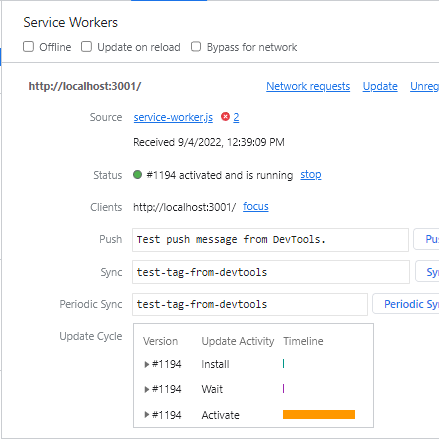 Service Workers
Offline Update on reload Bypass for network
http://localhost:3001/ Network requests Update Unreg
Source service-worker.js 2
Received 9/4/2022, 12:39:09 PM
Status #1194 activated and is running stop
Clients http://localhost:3001/ focus
Push Test push message from DevTools. Pu
Sync test-tag-from-devtools Sy
Periodic Sync test-tag-from-devtools Periodic Sy
Update Cycle Version Update Activity Timeline
#1194 Install
#1194 Wait
#1194 Activate